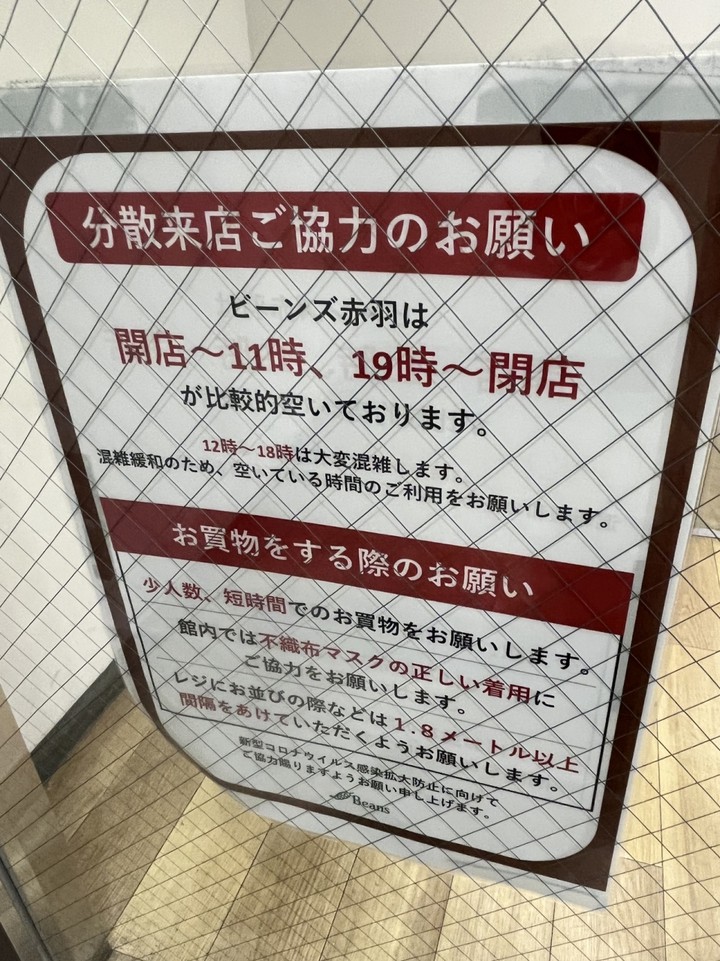 分散来店ご協力のお願い
ビーンズ赤羽は
開店～11時、19時～閉店
が比較的空いております。
12時～18時は大変混雑します。
混雑緩和のため、空いている時間のご利用をお願いします。
お買物をする際のお願い
少人数、短時間でのお買物をお願いします。
館内では不織布マスクの正しい着用に
ご協力をお願いします。
レジにお並びの際などは1.8メートル以上
間隔をあけていただくようお願いします。
新型コロナウイルス感染拡大防止に向けて
ご協力賜りますようお願い申し上げます。
Beans